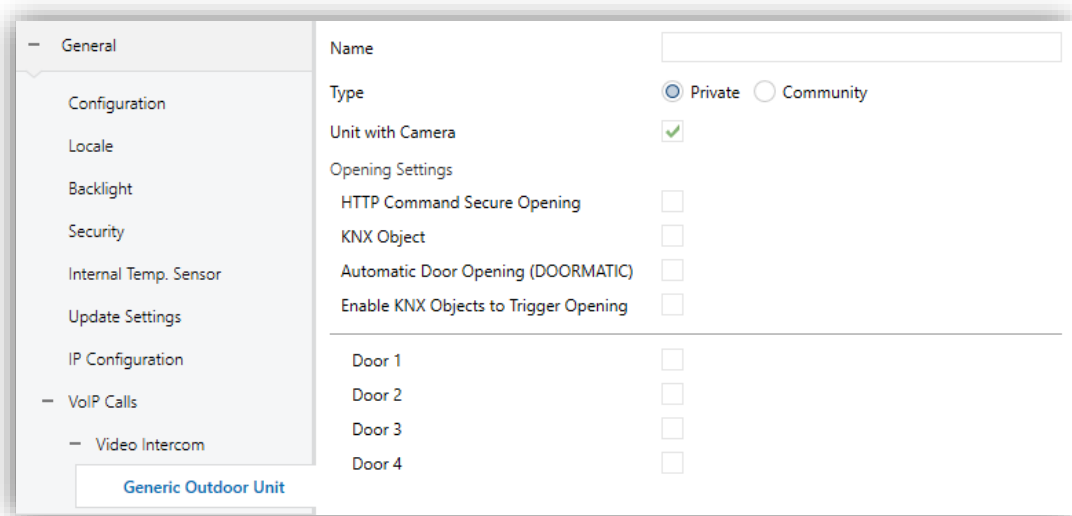 General
Configuration
Locale
Backlight
Security
Internal Temp. Sensor
Update Settings
IP Configuration
VoIP Calls
Video Intercom
Generic Outdoor Unit
Name
Type Private Community
Unit with Camera
Opening Settings
HTTP Command Secure Opening
KNX Object
Automatic Door Opening (DOORMATIC)
Enable KNX Objects to Trigger Opening
Door 1
Door 2
Door 3
Door 4